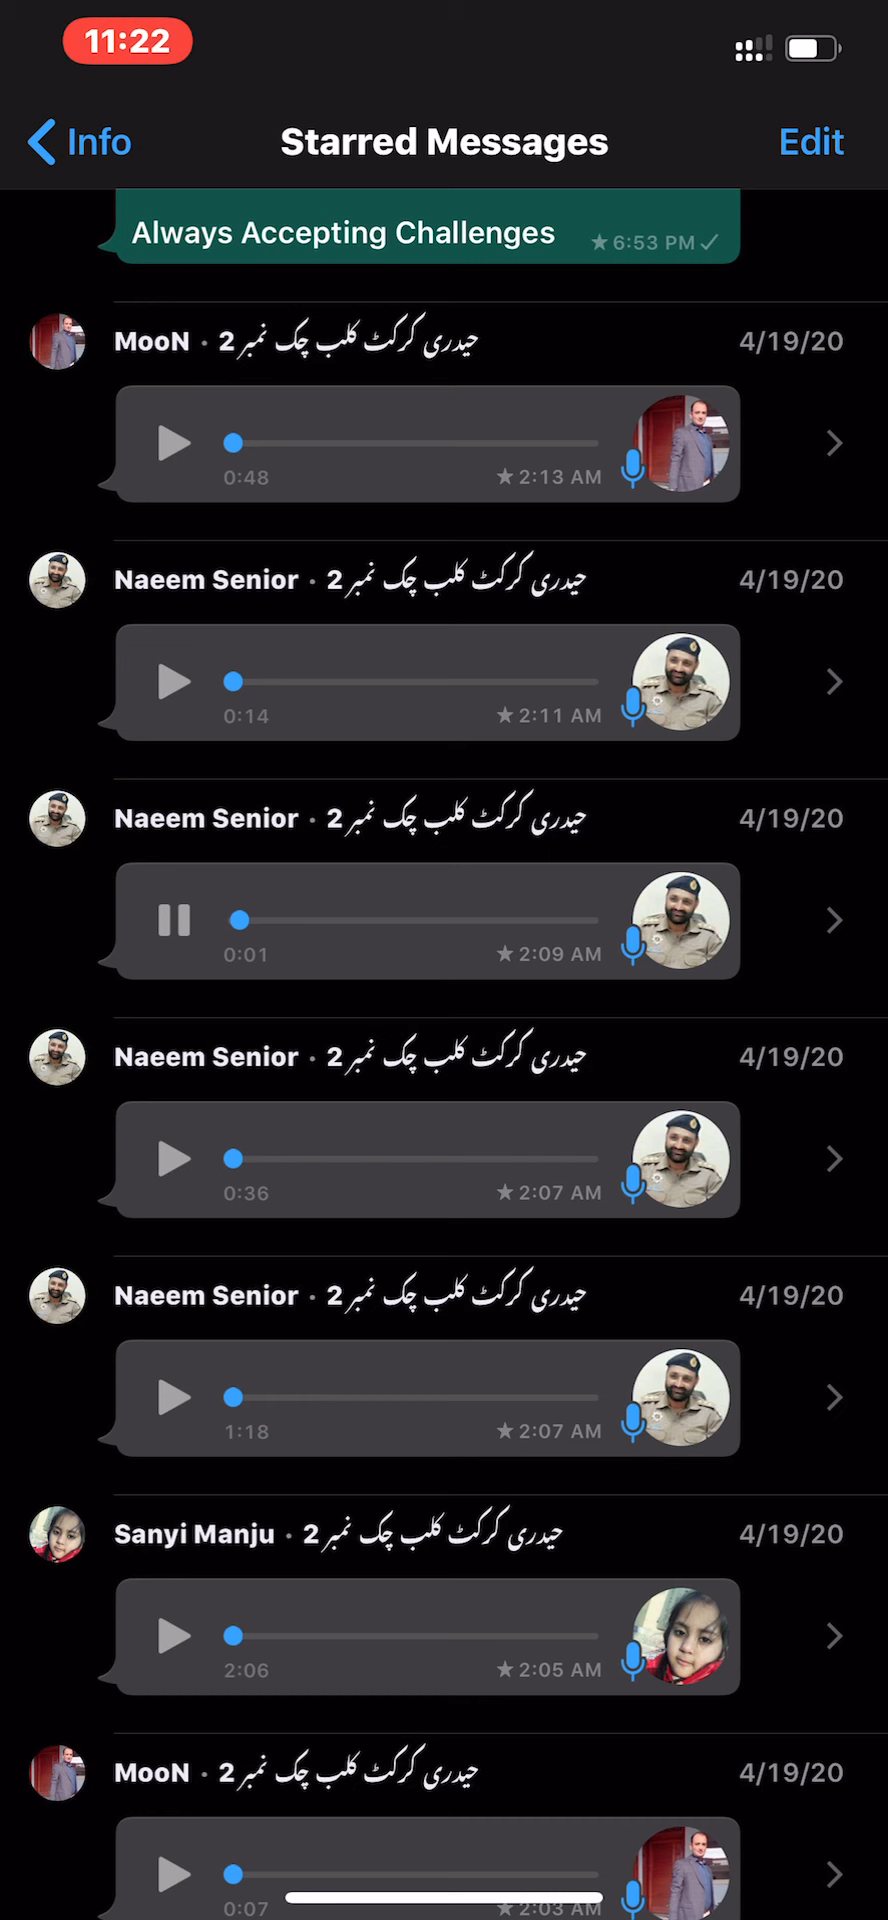 11:22
Info
Starred Messages
Edit
Always Accepting Challenges
6:53 PM
MooN · حیدری کرکٹ کلب چک نمبر 2
4/19/20
0:48
2:13 AM
Naeem Senior · حیدری کرکٹ کلب چک نمبر 2
4/19/20
0:14
2:11 AM
Naeem Senior · حیدری کرکٹ کلب چک نمبر 2
4/19/20
0:01
2:09 AM
Naeem Senior · حیدری کرکٹ کلب چک نمبر 2
4/19/20
0:36
2:07 AM
Naeem Senior · حیدری کرکٹ کلب چک نمبر 2
4/19/20
1:18
2:07 AM
Sanyi Manju · حیدری کرکٹ کلب چک نمبر 2
4/19/20
2:06
2:05 AM
MooN · حیدری کرکٹ کلب چک نمبر 2
4/19/20
0:07
2:03 AM